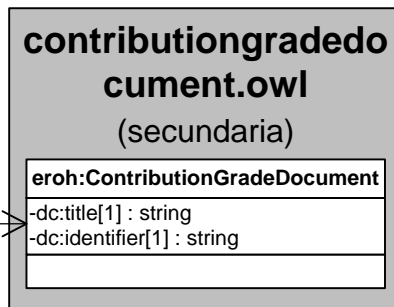 contributiongradedo
cument.owl
(secundaria)
eroh:ContributionGradeDocument
-dc:title[1] : string
-dc:identifier[1] : string